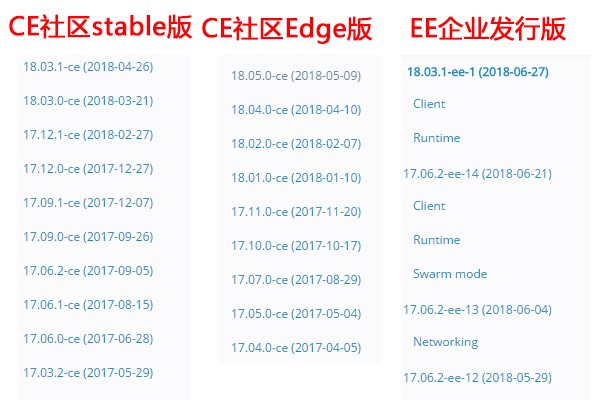 CE社区stable版
18.03.1-ce (2018-04-26)
18.03.0-ce (2018-03-21)
17.12.1-ce (2018-02-27)
17.12.0-ce (2017-12-27)
17.09.1-ce (2017-12-07)
17.09.0-ce (2017-09-26)
17.06.2-ce (2017-09-05)
17.06.1-ce (2017-08-15)
17.06.0-ce (2017-06-28)
17.03.2-ce (2017-05-29)
CE社区Edge版
18.05.0-ce (2018-05-09)
18.04.0-ce (2018-04-10)
18.02.0-ce (2018-02-07)
18.01.0-ce (2018-01-10)
17.11.0-ce (2017-11-20)
17.10.0-ce (2017-10-17)
17.07.0-ce (2017-08-29)
17.05.0-ce (2017-05-04)
17.04.0-ce (2017-04-05)
EE企业发行版
18.03.1-ee-1 (2018-06-27)
Client
Runtime
17.06.2-ee-14 (2018-06-21)
Client
Runtime
Swarm mode
17.06.2-ee-13 (2018-06-04)
Networking
17.06.2-ee-12 (2018-05-29)